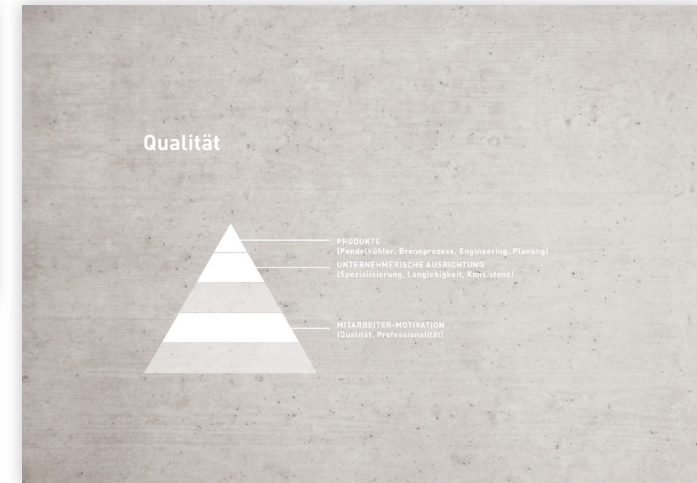 Qualität
PRODUKTE
(Pendelkühler, Brennprozess, Engineering, Planung)
UNTERNEHMERISCHE AUSRICHTUNG
(Spezialisierung, Langlebigkeit, Konsistenz)
MITARBEITER-MOTIVATION
(Qualität, Professionalität)